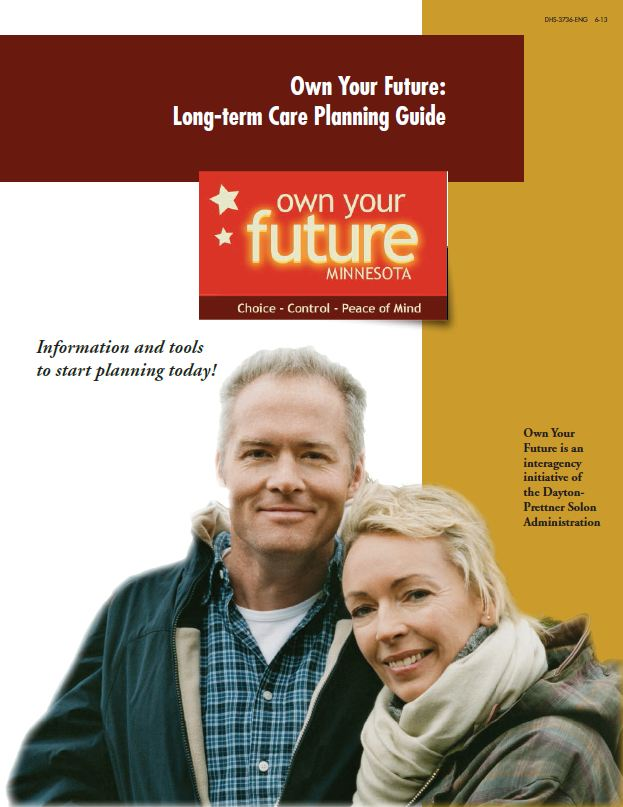 DHS-3736-ENG 6-13
Own Your Future:
Long-term Care Planning Guide
own your
future
MINNESOTA
Choice - Control - Peace of Mind
Information and tools
to start planning today!
Own Your
Future is an
interagency
initiative of
the Dayton-
Prettner Solon
Administration